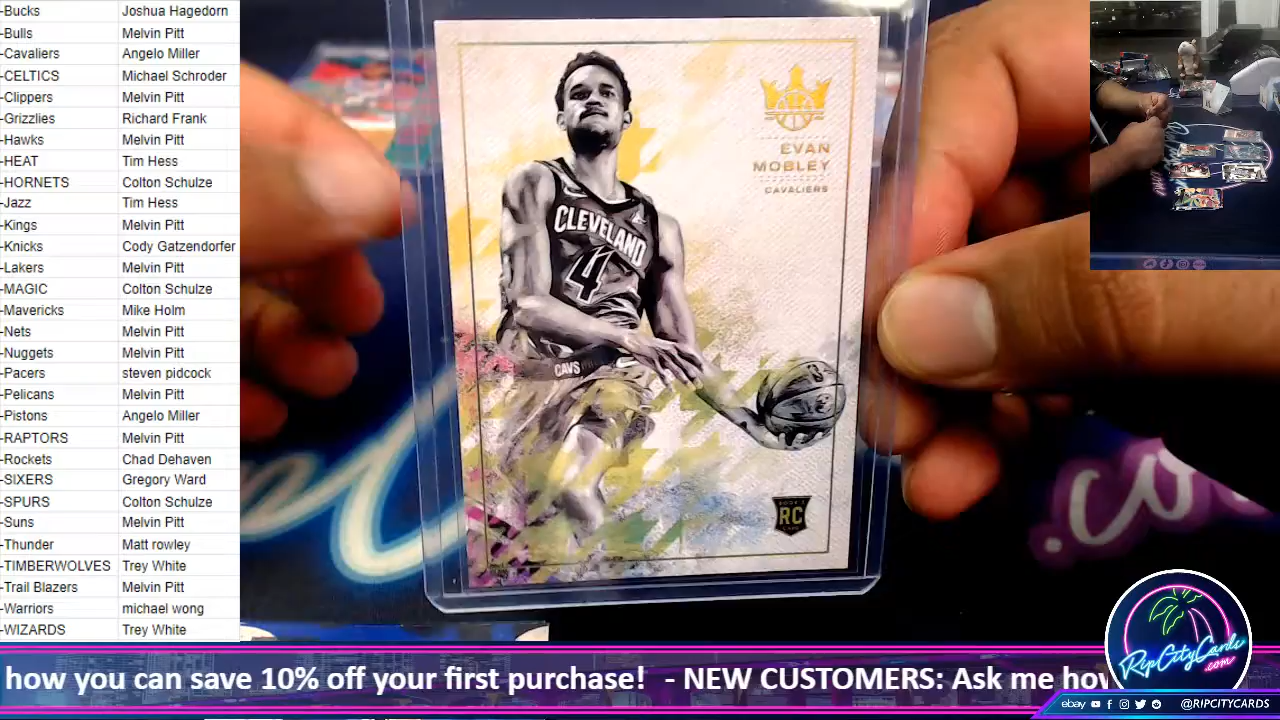 -Bucks Joshua Hagedorn
-Bulls Melvin Pitt
-Cavaliers Angelo Miller
-CELTICS Michael Schroder
-Clippers Melvin Pitt
-Grizzlies Richard Frank
-Hawks Melvin Pitt
-HEAT Tim Hess
-HORNETS Colton Schulze
-Jazz Tim Hess
-Kings Melvin Pitt
-Knicks Cody Gatzendorfer
-Lakers Melvin Pitt
-MAGIC Colton Schulze
-Mavericks Mike Holm
-Nets Melvin Pitt
-Nuggets Melvin Pitt
-Pacers steven pidcock
-Pelicans Melvin Pitt
-Pistons Angelo Miller
-RAPTORS Melvin Pitt
-Rockets Chad Dehaven
-SIXERS Gregory Ward
-SPURS Colton Schulze
-Suns Melvin Pitt
-Thunder Matt rowley
-TIMBERWOLVES Trey White
-Trail Blazers Melvin Pitt
-Warriors michael wong
-WIZARDS Trey White
EVAN
MOBLEY
CAVALIERS
CLEVELAND
4
CAVS
RC
.co
RipCityCards
.com
how you can save 10% off your first purchase! - NEW CUSTOMERS: Ask me how
ebay @RIPCITYCARDS